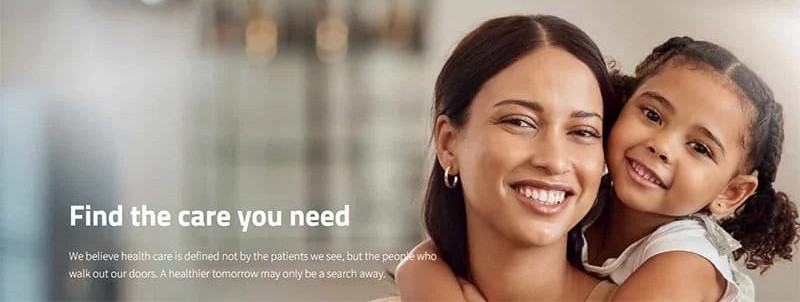 Find the care you need
We believe health care is defined not by the patients we see, but the people who
walk out our doors. A healthier tomorrow may only be a search away.